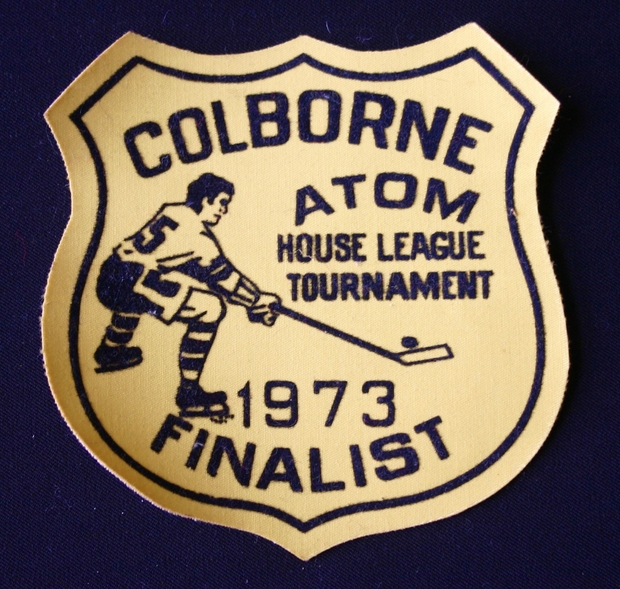 COLBORNE
ATOM
HOUSE LEAGUE
TOURNAMENT
5
1973
FINALIST